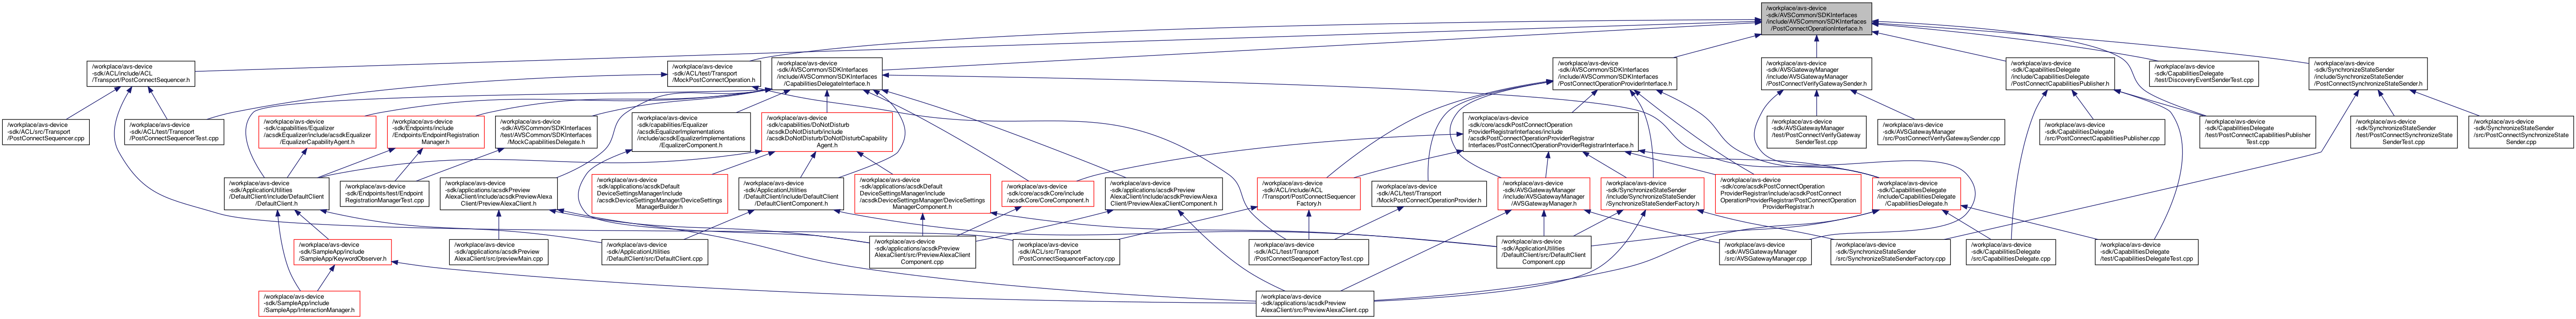 /workplace/avs-device
-sdk/AVSCommon/SDKInterfaces
/include/AVSCommon/SDKInterfaces
/PostConnectOperationInterface.h
/workplace/avs-device
-sdk/ACL/include/ACL
/Transport/PostConnectSequencer.h
/workplace/avs-device
-sdk/ACL/test/Transport
/MockPostConnectOperation.h
/workplace/avs-device
-sdk/AVSCommon/SDKInterfaces
/include/AVSCommon/SDKInterfaces
/CapabilitiesDelegateInterface.h
/workplace/avs-device
-sdk/AVSCommon/SDKInterfaces
/include/AVSCommon/SDKInterfaces
/PostConnectOperationProviderInterface.h
/workplace/avs-device
-sdk/AVSGatewayManager
/include/AVSGatewayManager
/PostConnectVerifyGatewaySender.h
/workplace/avs-device
-sdk/CapabilitiesDelegate
/include/CapabilitiesDelegate
/PostConnectCapabilitiesPublisher.h
/workplace/avs-device
-sdk/CapabilitiesDelegate
/test/DiscoveryEventSenderTest.cpp
/workplace/avs-device
-sdk/SynchronizeStateSender
/include/SynchronizeStateSender
/PostConnectSynchronizeState
Sender.h
/workplace/avs-device
-sdk/ACL/src/Transport
/PostConnectSequencer.cpp
/workplace/avs-device
-sdk/ACL/test/Transport
/PostConnectSequencerTest.cpp
/workplace/avs-device
-sdk/capabilities/Equalizer
/acsdkEqualizer/include/acsdkEqualizer
/EqualizerCapabilityAgent.h
/workplace/avs-device
-sdk/Endpoints/include
/Endpoints/EndpointRegistration
Manager.h
/workplace/avs-device
-sdk/AVSCommon/SDKInterfaces
/test/AVSCommon/SDKInterfaces
/MockCapabilitiesDelegate.h
/workplace/avs-device
-sdk/capabilities/Equalizer
/acsdkEqualizerImplementations
/include/acsdkEqualizerImplementations
/EqualizerComponent.h
/workplace/avs-device
-sdk/capabilities/DoNotDisturb
/acsdkDoNotDisturb/include
/acsdkDoNotDisturb/DoNotDisturbCapability
Agent.h
/workplace/avs-device
-sdk/core/acsdkPostConnectOperation
ProviderRegistrarInterfaces/include
/acsdkPostConnectOperationProviderRegistrar
Interfaces/PostConnectOperationProviderRegistrarInterface.h
/workplace/avs-device
-sdk/AVSGatewayManager
/test/PostConnectVerifyGateway
SenderTest.cpp
/workplace/avs-device
-sdk/AVSGatewayManager
/src/PostConnectVerifyGatewaySender.cpp
/workplace/avs-device
-sdk/CapabilitiesDelegate
/src/PostConnectCapabilitiesPublisher.cpp
/workplace/avs-device
-sdk/CapabilitiesDelegate
/test/PostConnectCapabilitiesPublisher
Test.cpp
/workplace/avs-device
-sdk/SynchronizeStateSender
/test/PostConnectSynchronizeState
SenderTest.cpp
/workplace/avs-device
-sdk/SynchronizeStateSender
/src/PostConnectSynchronizeState
Sender.cpp
/workplace/avs-device
-sdk/ApplicationUtilities
/DefaultClient/include/DefaultClient
/DefaultClient.h
/workplace/avs-device
-sdk/Endpoints/test/Endpoint
RegistrationManagerTest.cpp
/workplace/avs-device
-sdk/applications/acsdkPreview
AlexaClient/include/acsdkPreviewAlexa
Client/PreviewAlexaClient.h
/workplace/avs-device
-sdk/applications/acsdkDefault
DeviceSettingsManager/include
/acsdkDeviceSettingsManager/DeviceSettings
ManagerBuilder.h
/workplace/avs-device
-sdk/ApplicationUtilities
/DefaultClient/include/DefaultClient
/DefaultClientComponent.h
/workplace/avs-device
-sdk/applications/acsdkDefault
DeviceSettingsManager/include
/acsdkDeviceSettingsManager/DeviceSettings
ManagerComponent.h
/workplace/avs-device
-sdk/core/acsdkCore/include
/acsdkCore/CoreComponent.h
/workplace/avs-device
-sdk/applications/acsdkPreview
AlexaClient/include/acsdkPreviewAlexa
Client/PreviewAlexaClientComponent.h
/workplace/avs-device
-sdk/ACL/include/ACL
/Transport/PostConnectSequencer
Factory.h
/workplace/avs-device
-sdk/ACL/test/Transport
/MockPostConnectOperationProvider.h
/workplace/avs-device
-sdk/AVSGatewayManager
/include/AVSGatewayManager
/AVSGatewayManager.h
/workplace/avs-device
-sdk/SynchronizeStateSender
/include/SynchronizeStateSender
/SynchronizeStateSenderFactory.h
/workplace/avs-device
-sdk/core/acsdkPostConnectOperation
ProviderRegistrar/include/acsdkPostConnect
OperationProviderRegistrar/PostConnectOperation
ProviderRegistrar.h
/workplace/avs-device
-sdk/CapabilitiesDelegate
/include/CapabilitiesDelegate
/CapabilitiesDelegate.h
/workplace/avs-device
-sdk/SampleApp/include
/SampleApp/KeywordObserver.h
/workplace/avs-device
-sdk/applications/acsdkPreview
AlexaClient/src/previewMain.cpp
/workplace/avs-device
-sdk/ApplicationUtilities
/DefaultClient/src/DefaultClient.cpp
/workplace/avs-device
-sdk/applications/acsdkPreview
AlexaClient/src/PreviewAlexaClient
Component.cpp
/workplace/avs-device
-sdk/ACL/src/Transport
/PostConnectSequencerFactory.cpp
/workplace/avs-device
-sdk/ACL/test/Transport
/PostConnectSequencerFactoryTest.cpp
/workplace/avs-device
-sdk/ApplicationUtilities
/DefaultClient/src/DefaultClient
Component.cpp
/workplace/avs-device
-sdk/AVSGatewayManager
/src/AVSGatewayManager.cpp
/workplace/avs-device
-sdk/SynchronizeStateSender
/src/SynchronizeStateSenderFactory.cpp
/workplace/avs-device
-sdk/CapabilitiesDelegate
/src/CapabilitiesDelegate.cpp
/workplace/avs-device
-sdk/CapabilitiesDelegate
/test/CapabilitiesDelegateTest.cpp
/workplace/avs-device
-sdk/SampleApp/include
/SampleApp/InteractionManager.h
/workplace/avs-device
-sdk/applications/acsdkPreview
AlexaClient/src/PreviewAlexaClient.cpp